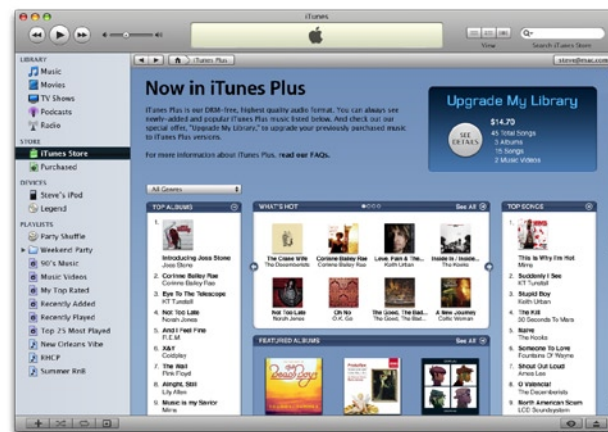 iTunes
View
Search iTunes Store
iTunes Plus
steve@mac.com
LIBRARY
Music
Movies
TV Shows
Podcasts
Radio
STORE
iTunes Store
Purchased
DEVICES
Steve's iPod
Legend
PLAYLISTS
Party Shuffle
Weekend Party
90's Music
Music Videos
My Top Rated
Recently Added
Recently Played
Top 25 Most Played
New Orleans Vibe
RHCP
Summer RnB
Now in iTunes Plus
iTunes Plus is our DRM-free, highest quality audio format. You can always see
newly-added and popular iTunes Plus music listed below. And check out our
special offer, "Upgrade My Library," to upgrade your previously purchased music
to iTunes Plus versions.
For more information about iTunes Plus, read our FAQs.
Upgrade My Library
SEE
DETAILS
$14.70
45 Total Songs
3 Albums
15 Songs
2 Music Videos
All Genres
TOP ALBUMS
1.
Introducing Joss Stone
Joss Stone
2. Corinne Bailey Rae
Corinne Bailey Rae
3. Eye To The Telescope
KT Tunstall
4. Not Too Late
Norah Jones
5. And I Feel Fine
R.E.M.
6. X&Y
Coldplay
7. The Wall
Pink Floyd
8. Alright, Still
Lily Allen
9. Music is my Savior
Mims
WHAT'S HOT
See All
The Crane Wife
The Decemberists
Corinne Bailey Rae
Corinne Bailey Rae
Love, Pain & The...
Keith Urban
Inside In / Inside...
The Kooks
Not Too Late
Norah Jones
Oh No
O.K. Go
The Good, The Bad...
The Good, The Bad...
A New Journey
Celtic Woman
FEATURED ALBUMS
See All
TOP SONGS
1.
This Is Why I'm Hot
Mims
2. Suddenly I See
KT Tunstall
3. Stupid Boy
Keith Urban
4. The Kill
30 Seconds To Mars
5. Naive
The Kooks
6. Someone To Love
Fountains Of Wayne
7. Shout Out Loud
Amos Lee
8. O Valencia!
The Decemberists
9. North American Scum
LCD Soundsystem